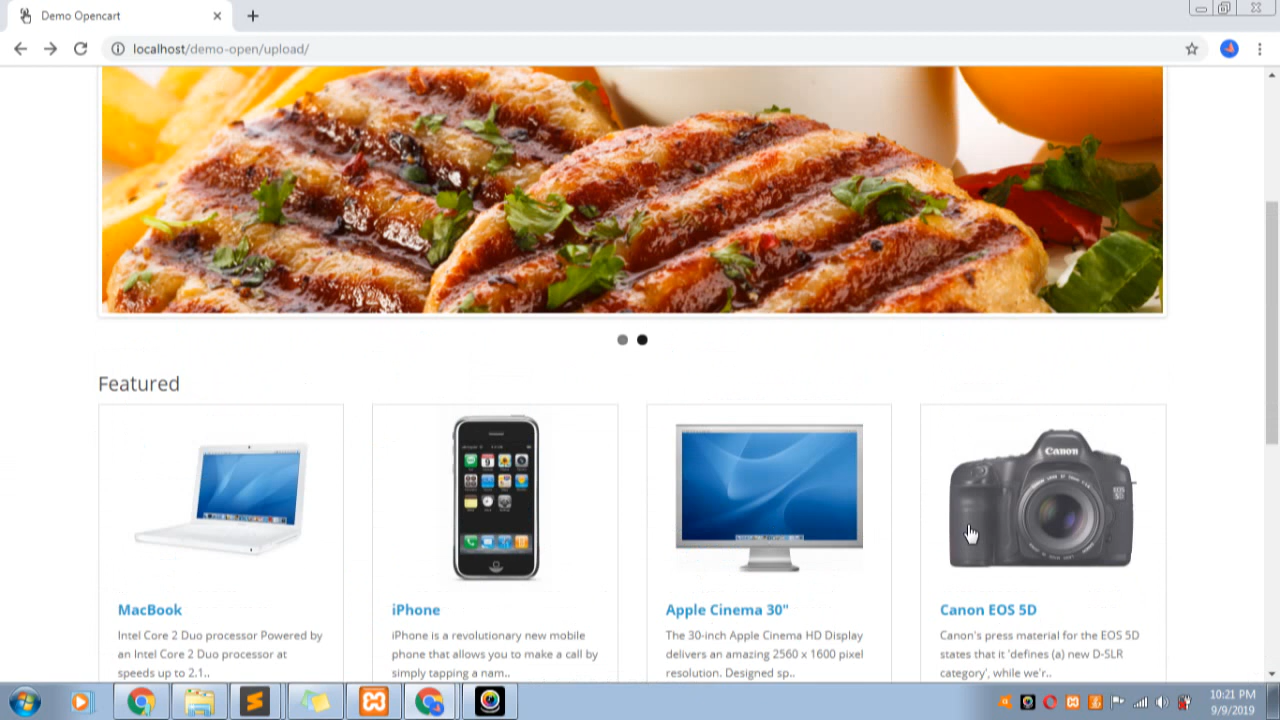 Demo Opencart
localhost/demo-open/upload/
Featured
Canon
EOS
5D
MacBook
Intel Core 2 Duo processor Powered by
an Intel Core 2 Duo processor at
speeds up to 2.1..
iPhone
iPhone is a revolutionary new mobile
phone that allows you to make a call by
simply tapping a nam..
Apple Cinema 30"
The 30-inch Apple Cinema HD Display
delivers an amazing 2560 x 1600 pixel
resolution. Designed sp..
Canon EOS 5D
Canon's press material for the EOS 5D
states that it 'defines (a) new D-SLR
category', while we'r..
10:21 PM
9/9/2019